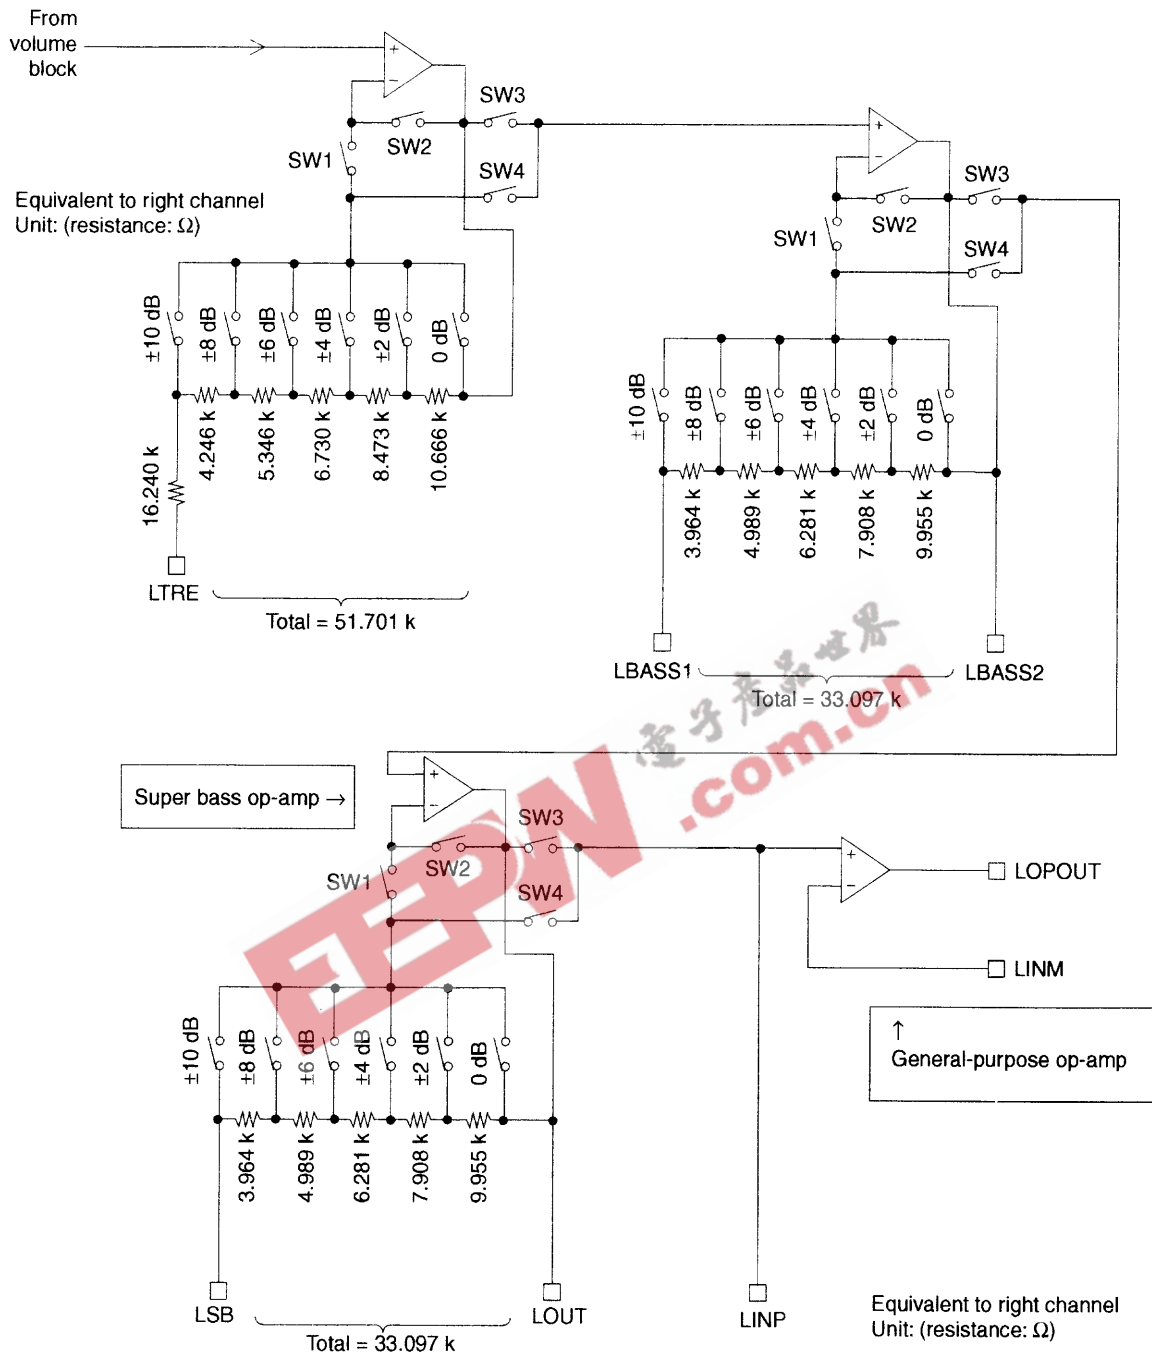 From
volume
block
+
−
SW3
SW2
SW1
SW4
Equivalent to right channel
Unit: (resistance: Ω)
±10 dB
±8 dB
±6 dB
±4 dB
±2 dB
0 dB
4.246 k
5.346 k
6.730 k
8.473 k
10.666 k
16.240 k
LTRE
Total = 51.701 k
+
−
SW3
SW2
SW1
SW4
±10 dB
±8 dB
±6 dB
±4 dB
±2 dB
0 dB
3.964 k
4.989 k
6.281 k
7.908 k
9.955 k
LBASS1
LBASS2
Total = 33.097 k
電子產品世界
EEPW
.com.cn
Super bass op-amp →
+
−
SW3
SW2
SW1
SW4
+
−
LOPOUT
LINM
↑
General-purpose op-amp
±10 dB
±8 dB
±6 dB
±4 dB
±2 dB
0 dB
3.964 k
4.989 k
6.281 k
7.908 k
9.955 k
LSB
LOUT
LINP
Total = 33.097 k
Equivalent to right channel
Unit: (resistance: Ω)